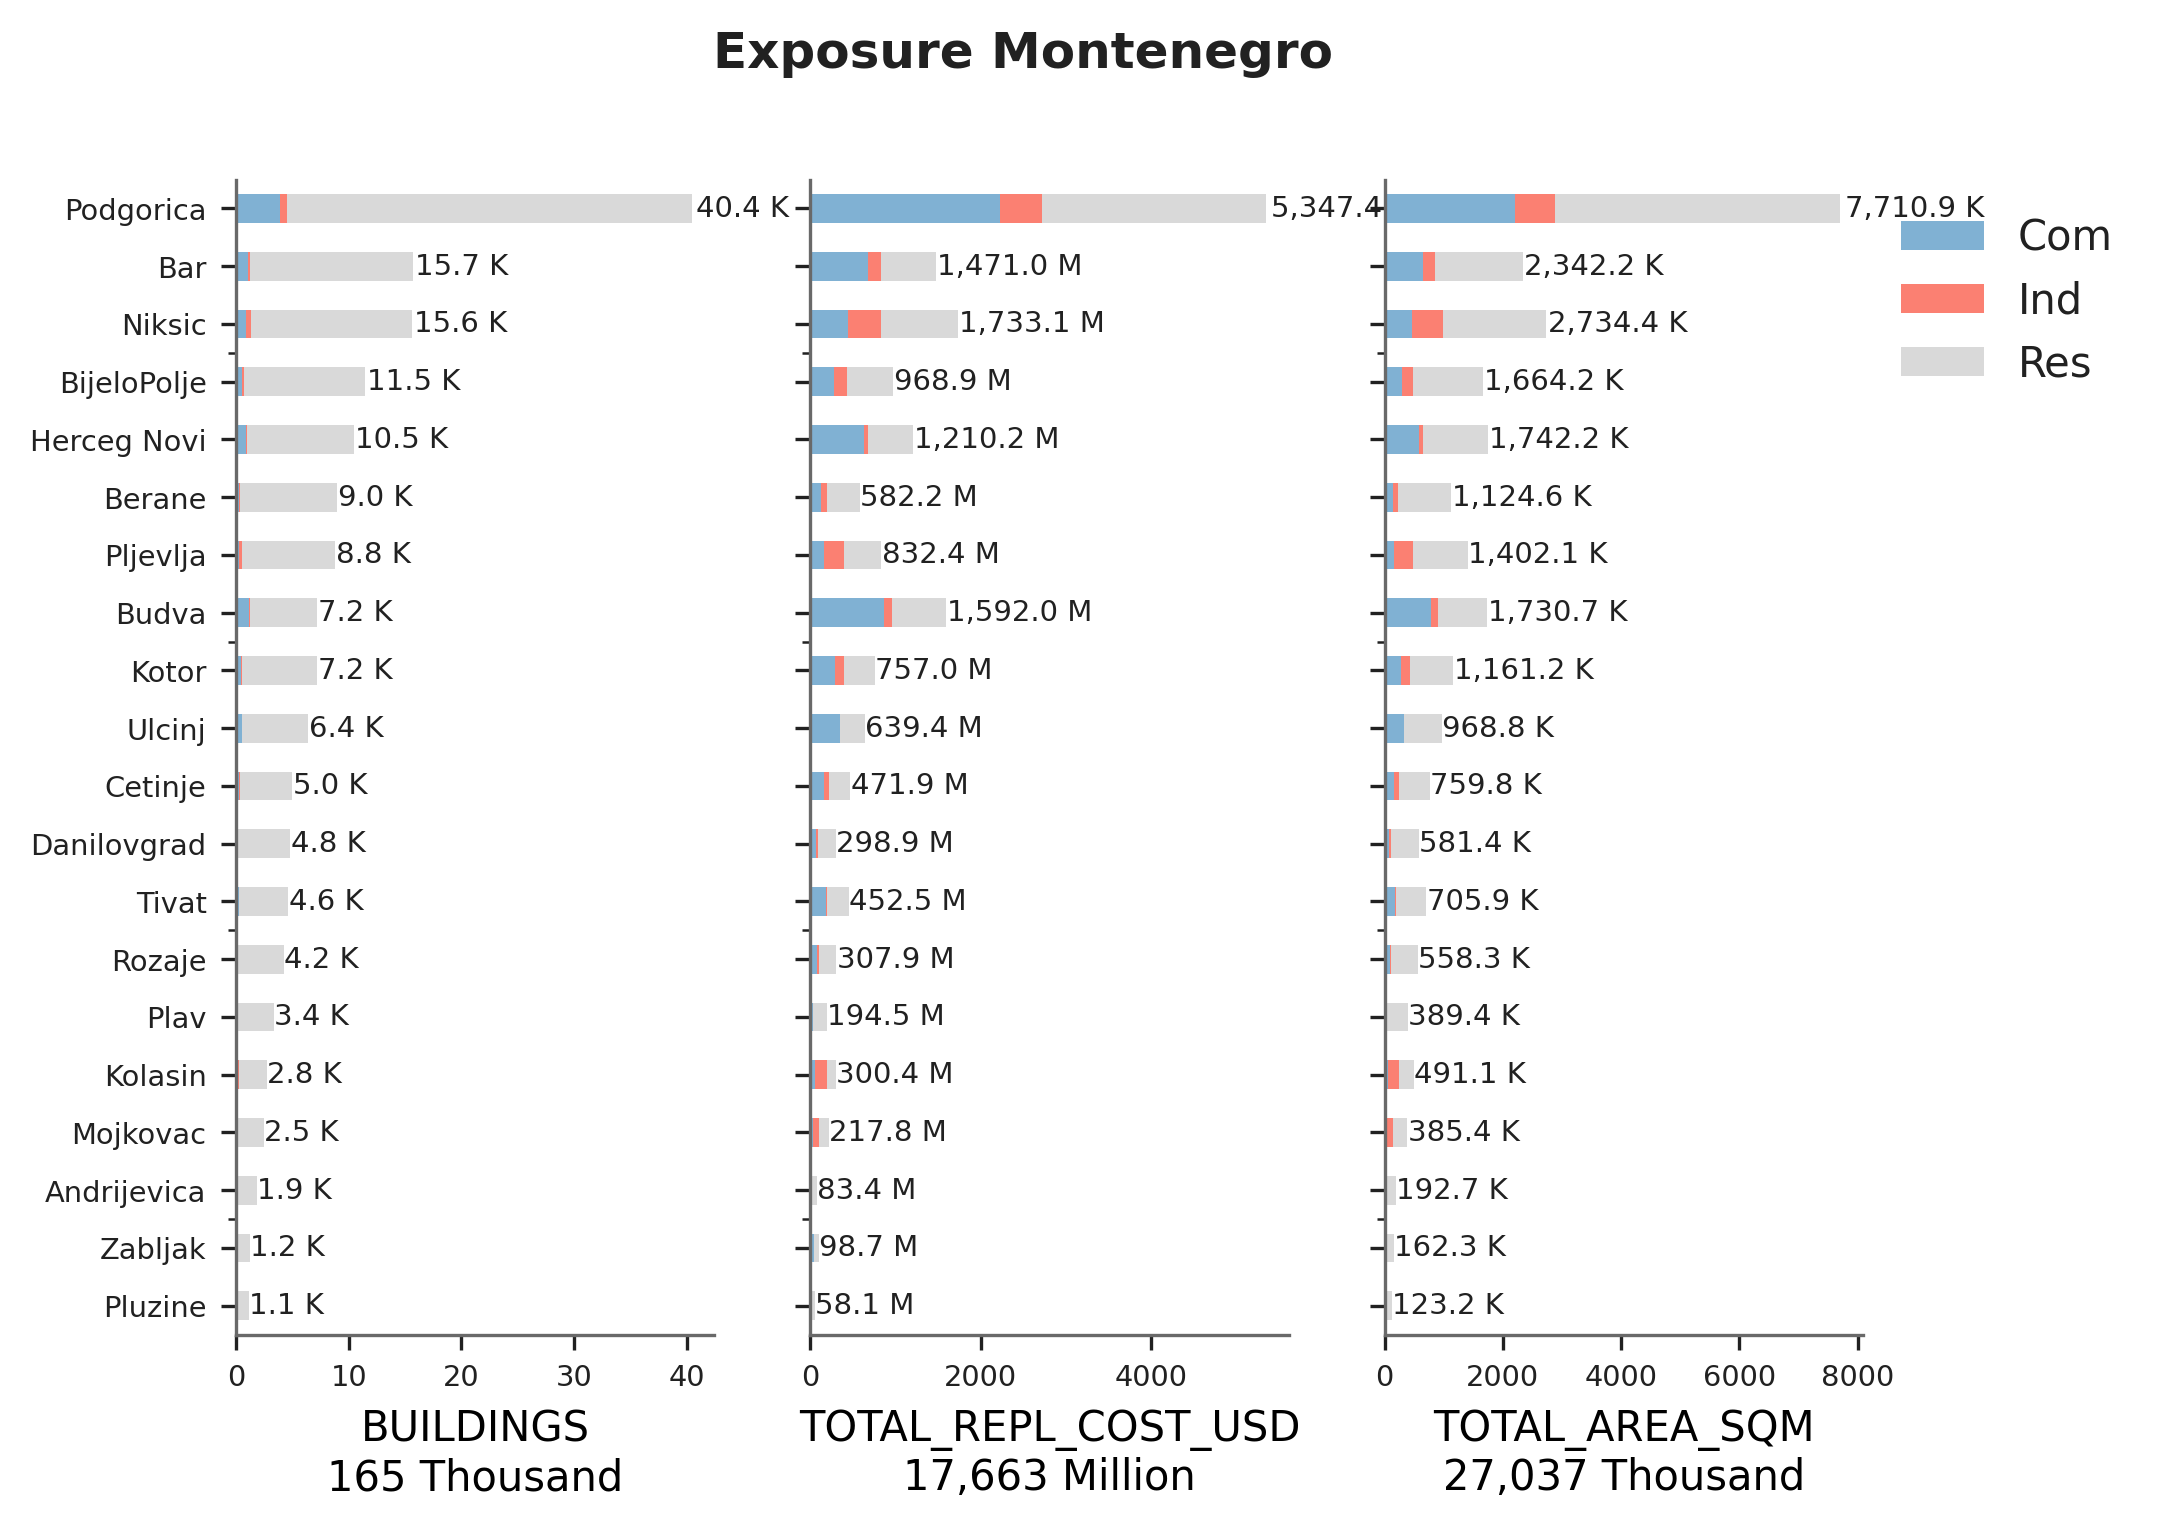 Exposure Montenegro
Podgorica 40.4 K 5,347.4 7,710.9 K
Bar 15.7 K 1,471.0 M 2,342.2 K
Niksic 15.6 K 1,733.1 M 2,734.4 K
BijeloPolje 11.5 K 968.9 M 1,664.2 K
Herceg Novi 10.5 K 1,210.2 M 1,742.2 K
Berane 9.0 K 582.2 M 1,124.6 K
Pljevlja 8.8 K 832.4 M 1,402.1 K
Budva 7.2 K 1,592.0 M 1,730.7 K
Kotor 7.2 K 757.0 M 1,161.2 K
Ulcinj 6.4 K 639.4 M 968.8 K
Cetinje 5.0 K 471.9 M 759.8 K
Danilovgrad 4.8 K 298.9 M 581.4 K
Tivat 4.6 K 452.5 M 705.9 K
Rozaje 4.2 K 307.9 M 558.3 K
Plav 3.4 K 194.5 M 389.4 K
Kolasin 2.8 K 300.4 M 491.1 K
Mojkovac 2.5 K 217.8 M 385.4 K
Andrijevica 1.9 K 83.4 M 192.7 K
Zabljak 1.2 K 98.7 M 162.3 K
Pluzine 1.1 K 58.1 M 123.2 K
0 10 20 30 40 0 2000 4000 0 2000 4000 6000 8000
BUILDINGS
165 Thousand
TOTAL_REPL_COST_USD
17,663 Million
TOTAL_AREA_SQM
27,037 Thousand
Com
Ind
Res